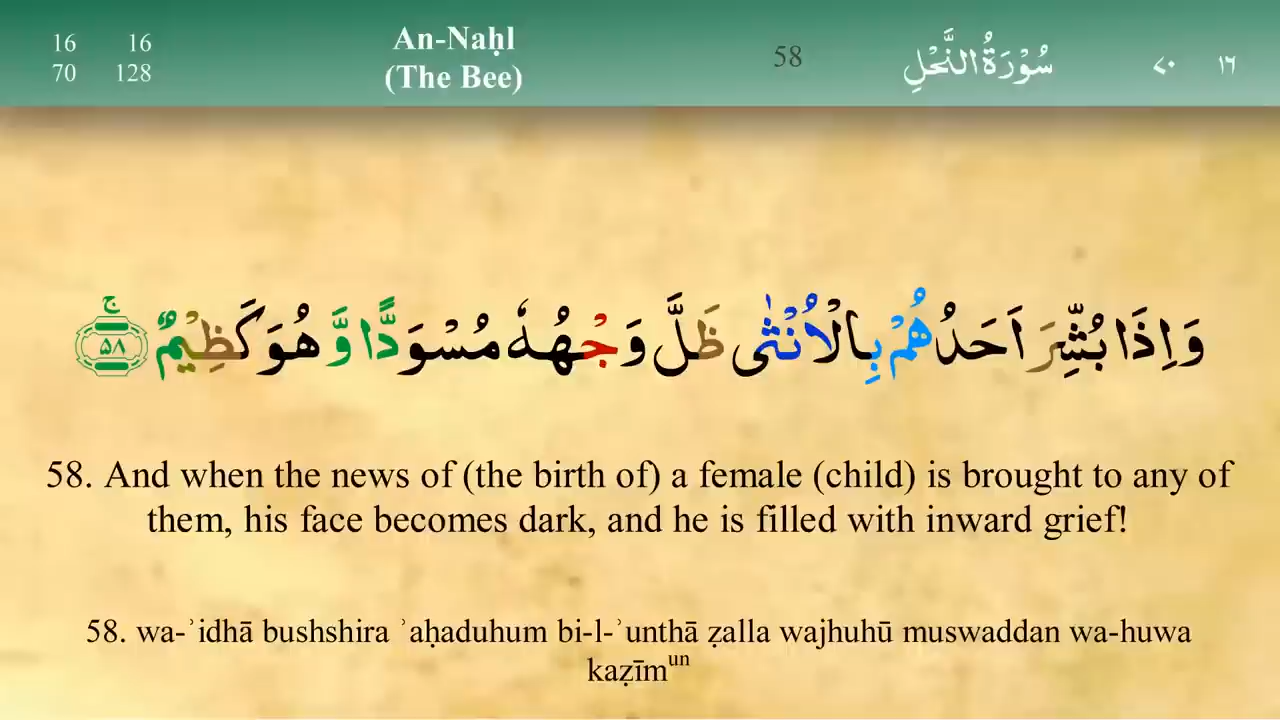 16 16 An-Naḥl 58 سُوْرَةُ النَّحْلِ ١٦
70 128 (The Bee) ٧٠
وَاِذَا بُشِّرَ اَحَدُهُمْ بِالْاُنْثٰى ظَلَّ وَجْهُهٗ مُسْوَدًّا وَّهُوَ كَظِيْمٌ ۚ ۵۸
58. And when the news of (the birth of) a female (child) is brought to any of
them, his face becomes dark, and he is filled with inward grief!
58. wa-ʾidhā bushshira ʾaḥaduhum bi-l-ʾunthā ẓalla wajhuhū muswaddan wa-huwa
kaẓīmᵘⁿ